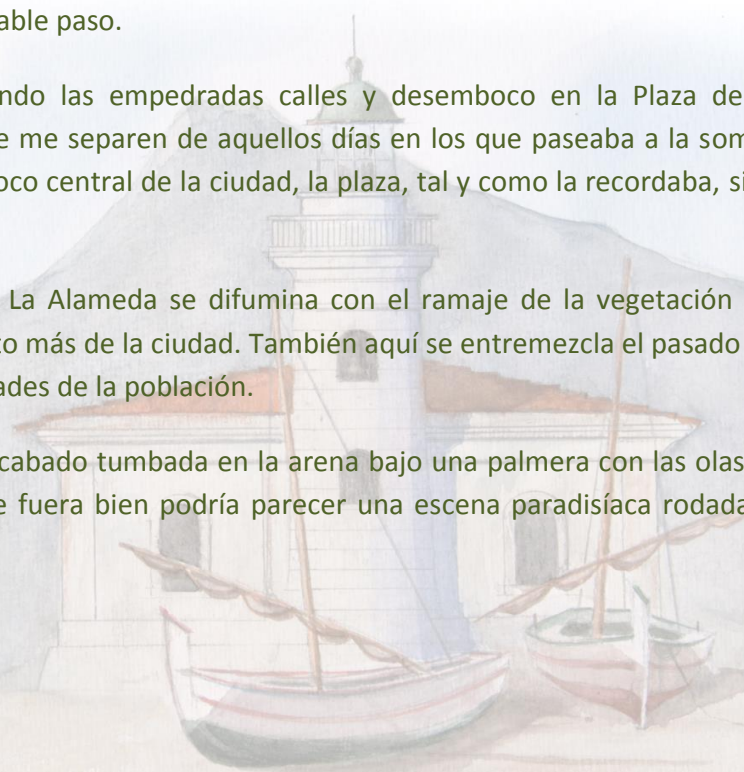 able paso.
ndo las empedradas calles y desemboco en la Plaza de
e me separen de aquellos días en los que paseaba a la som
oco central de la ciudad, la plaza, tal y como la recordaba, si
La Alameda se difumina con el ramaje de la vegetación
to más de la ciudad. También aquí se entremezcla el pasado
ades de la población.
cabado tumbada en la arena bajo una palmera con las olas
e fuera bien podría parecer una escena paradisíaca rodada